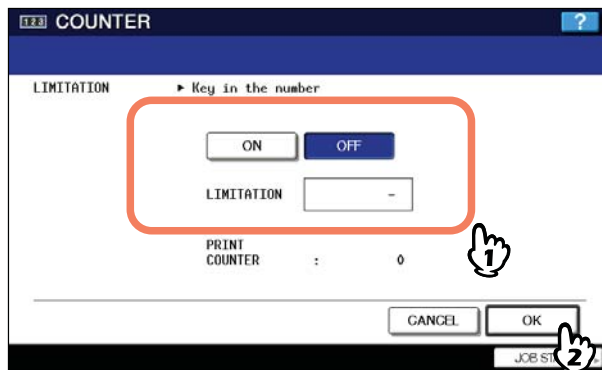 123 COUNTER ?
LIMITATION ▶ Key in the number
ON OFF
LIMITATION -
PRINT
COUNTER : 0
1
CANCEL OK
JOB ST
2